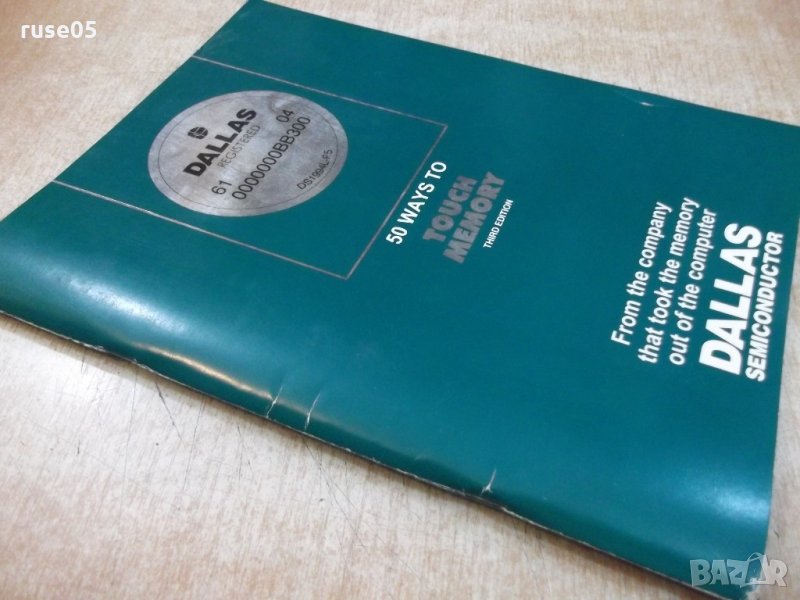 ruse05
DALLAS
REGISTERED
61 04
0000000BB300
DS1994L-F5
50 WAYS TO
TOUCH
MEMORY
THIRD EDITION
From the company
that took the memory
out of the computer
DALLAS
SEMICONDUCTOR
BAZAR